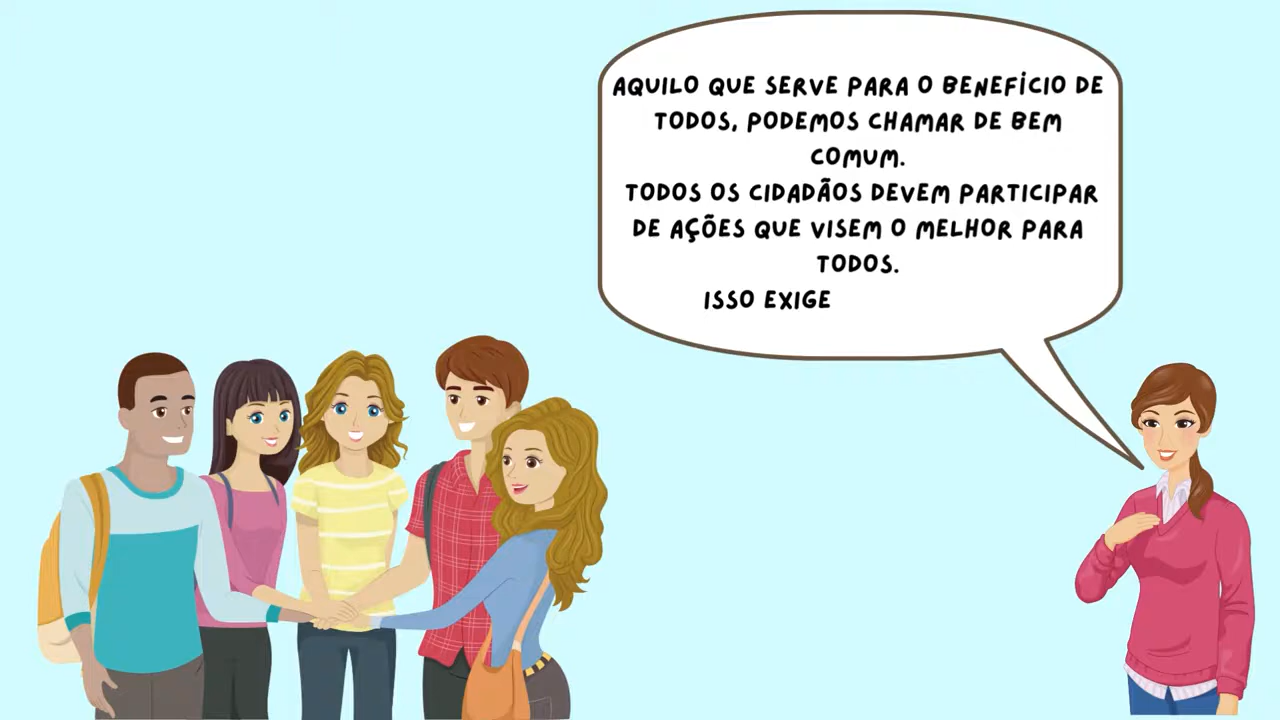 AQUILO QUE SERVE PARA O BENEFÍCIO DE
TODOS, PODEMOS CHAMAR DE BEM
COMUM.
TODOS OS CIDADÃOS DEVEM PARTICIPAR
DE AÇÕES QUE VISEM O MELHOR PARA
TODOS.
ISSO EXIGE